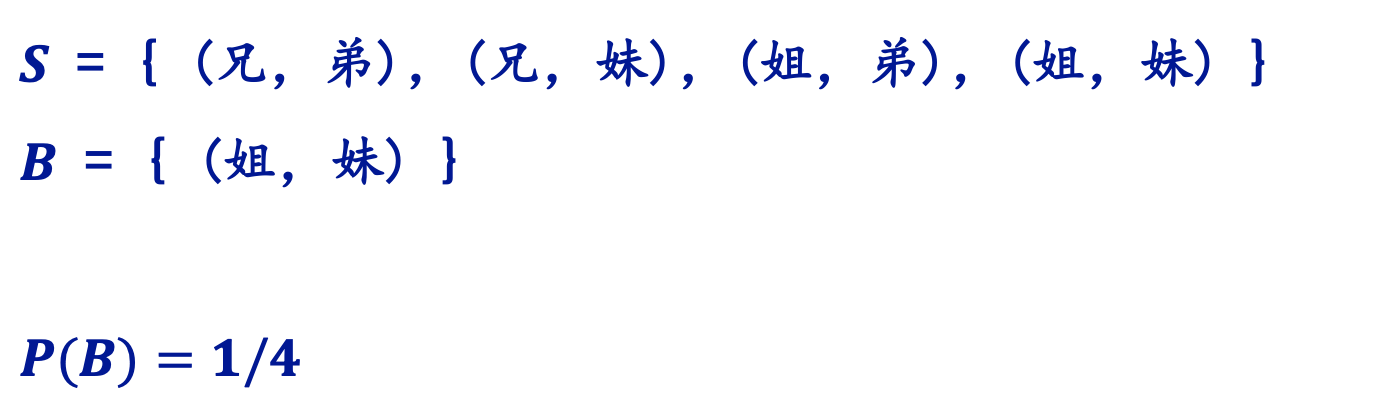 S = { (兄, 弟), (兄, 妹), (姐, 弟), (姐, 妹) }
B = { (姐, 妹) }
P(B) = 1/4